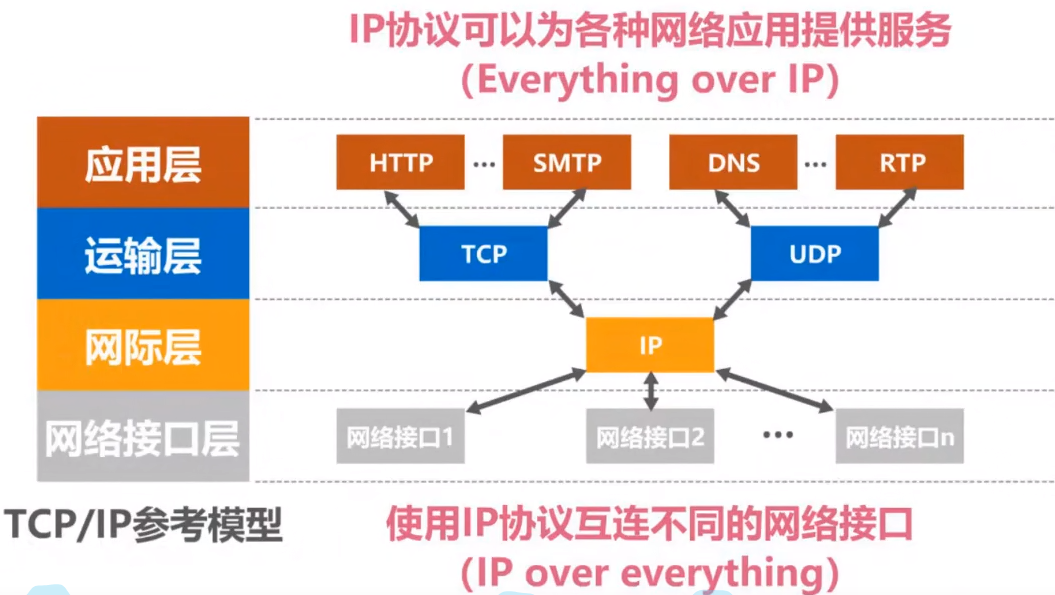 IP协议可以为各种网络应用提供服务
（Everything over IP）
应用层
HTTP … SMTP DNS … RTP
运输层
TCP UDP
网际层
IP
网络接口层
网络接口1 网络接口2 … 网络接口n
TCP/IP参考模型
使用IP协议互连不同的网络接口
（IP over everything）